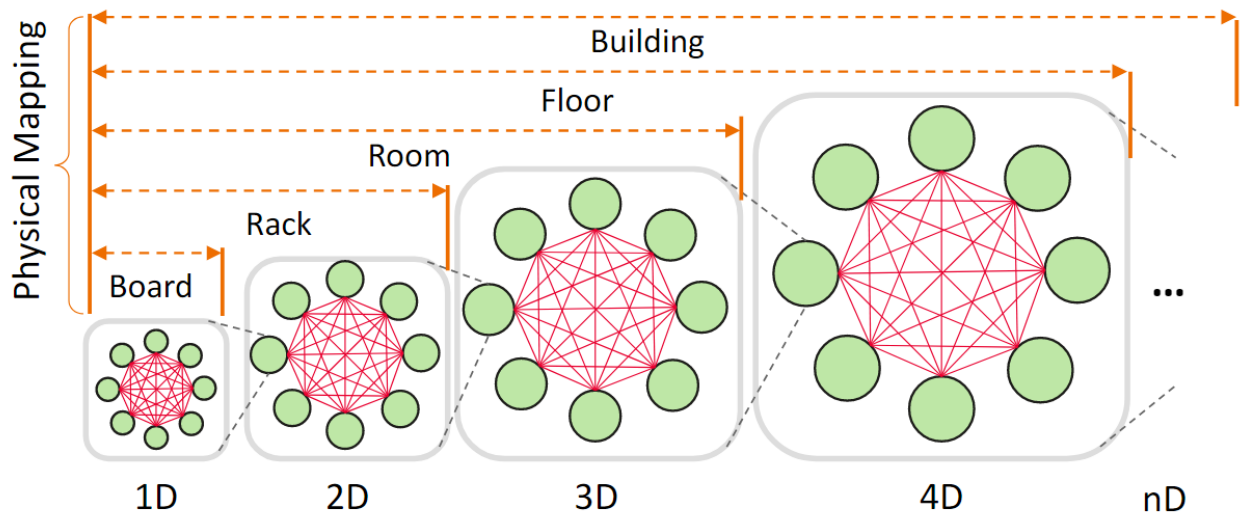 Physical Mapping
Building
Floor
Room
Rack
Board
...
1D
2D
3D
4D
nD